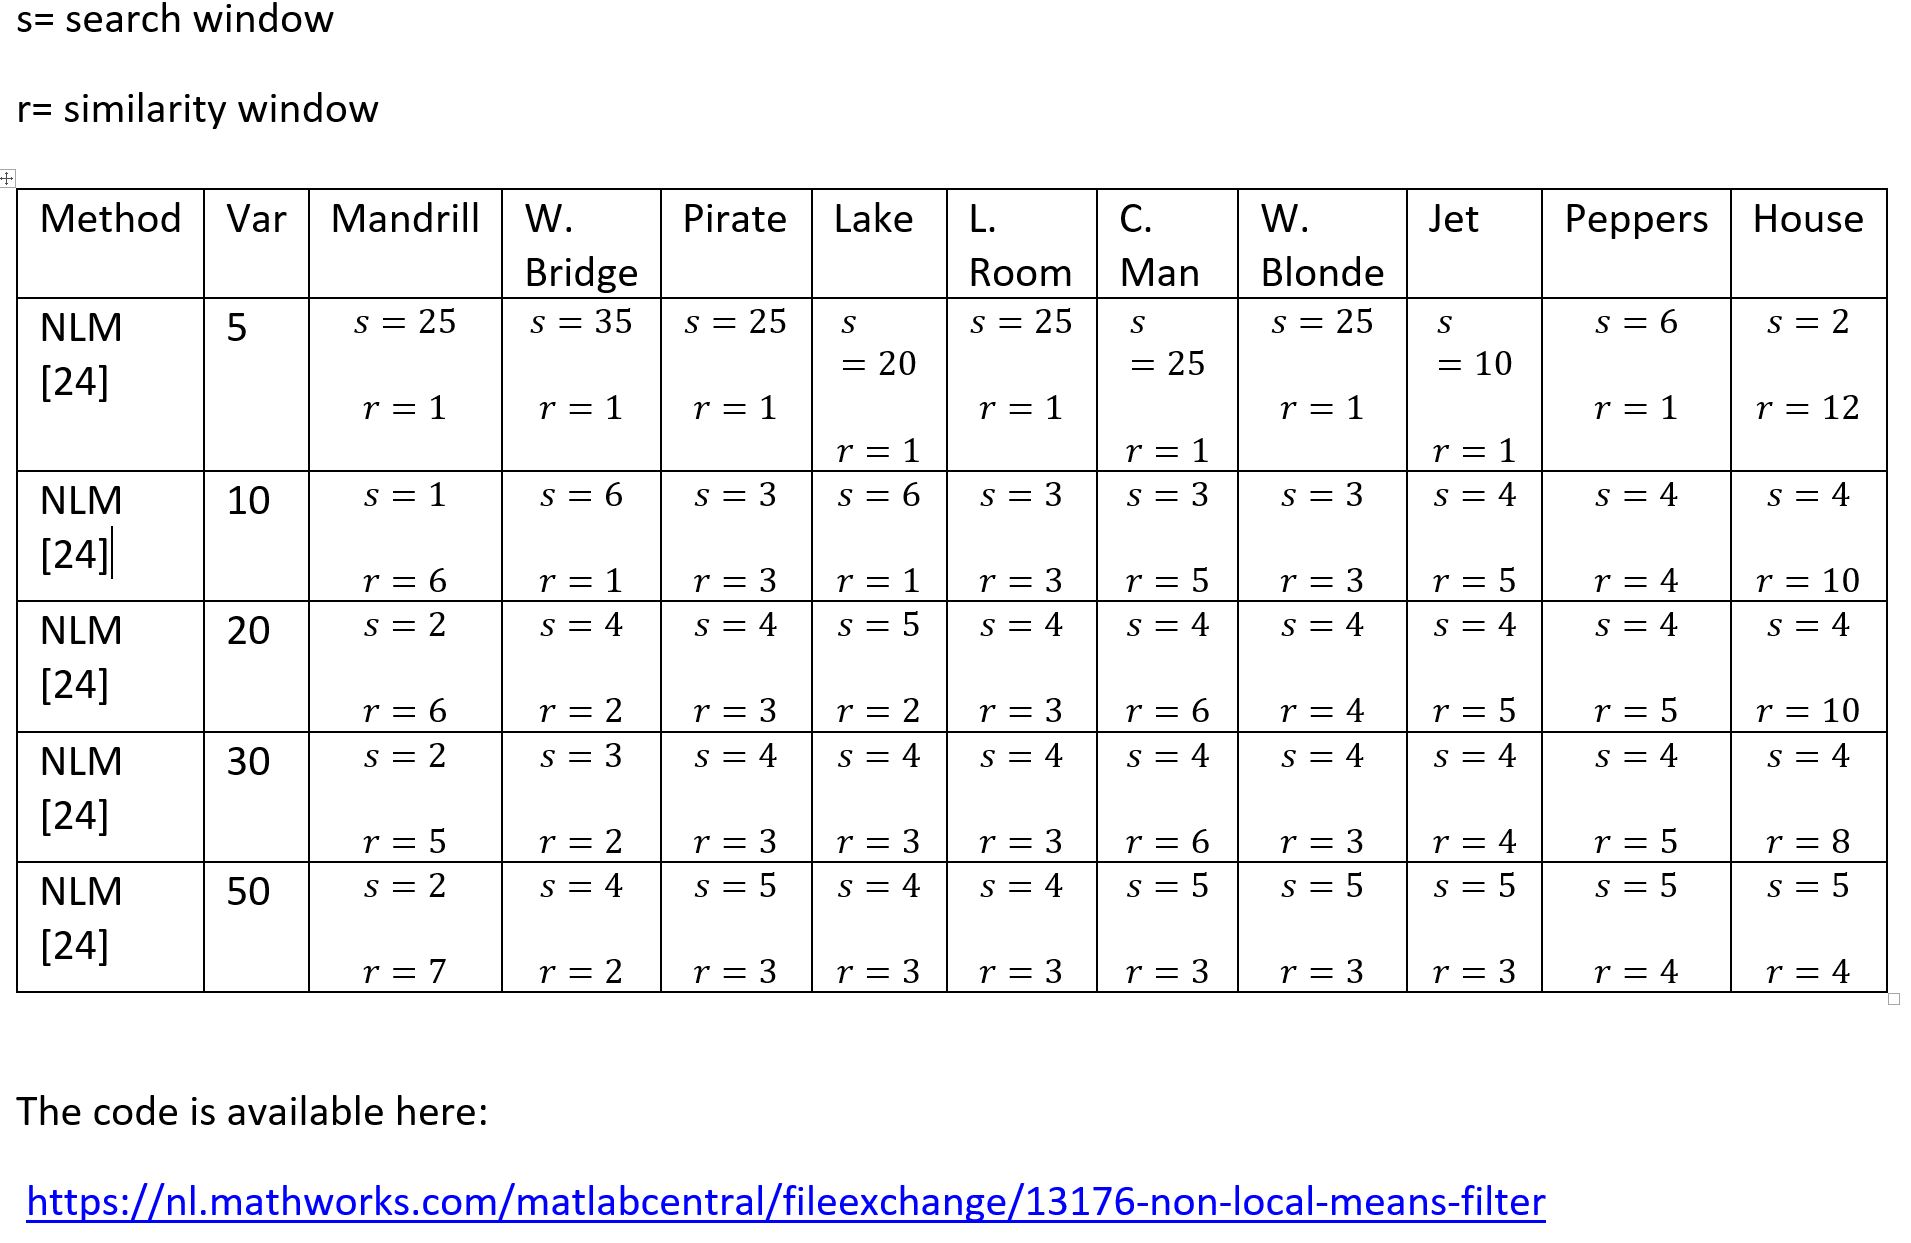 s= search window
r= similarity window
Method Var Mandrill W. Bridge Pirate Lake L. Room C. Man W. Blonde Jet Peppers House
NLM [24] 5 s = 25 r = 1 s = 35 r = 1 s = 25 r = 1 s = 20 r = 1 s = 25 r = 1 s = 25 r = 1 s = 25 r = 1 s = 10 r = 1 s = 6 r = 1 s = 2 r = 12
NLM [24] 10 s = 1 r = 6 s = 6 r = 1 s = 3 r = 3 s = 6 r = 1 s = 3 r = 3 s = 3 r = 5 s = 3 r = 3 s = 4 r = 5 s = 4 r = 4 s = 4 r = 10
NLM [24] 20 s = 2 r = 6 s = 4 r = 2 s = 4 r = 3 s = 5 r = 2 s = 4 r = 3 s = 4 r = 6 s = 4 r = 4 s = 4 r = 5 s = 4 r = 5 s = 4 r = 10
NLM [24] 30 s = 2 r = 5 s = 3 r = 2 s = 4 r = 3 s = 4 r = 3 s = 4 r = 3 s = 4 r = 6 s = 4 r = 3 s = 4 r = 4 s = 4 r = 5 s = 4 r = 8
NLM [24] 50 s = 2 r = 7 s = 4 r = 2 s = 5 r = 3 s = 4 r = 3 s = 4 r = 3 s = 5 r = 3 s = 5 r = 3 s = 5 r = 3 s = 5 r = 4 s = 5 r = 4
The code is available here:
https://nl.mathworks.com/matlabcentral/fileexchange/13176-non-local-means-filter